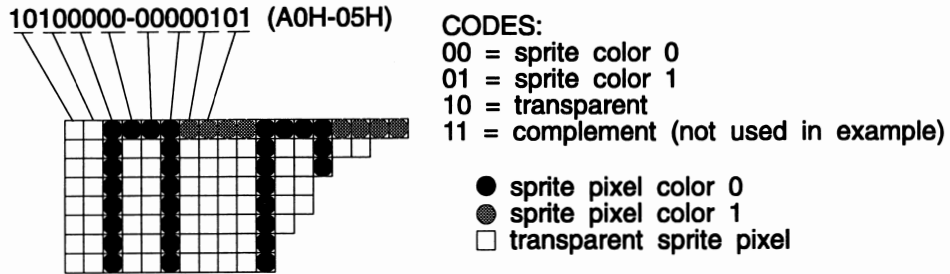 10100000-00000101 (A0H-05H)
CODES:
00 = sprite color 0
01 = sprite color 1
10 = transparent
11 = complement (not used in example)
sprite pixel color 0
sprite pixel color 1
transparent sprite pixel